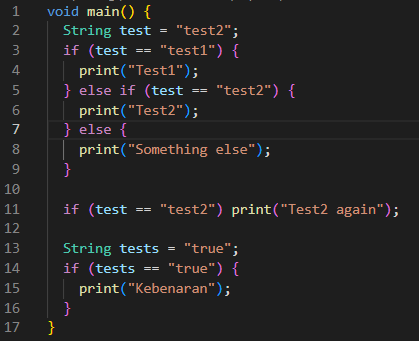 1 void main() {
2 String test = "test2";
3 if (test == "test1") {
4 print("Test1");
5 } else if (test == "test2") {
6 print("Test2");
7 } else {
8 print("Something else");
9 }
10
11 if (test == "test2") print("Test2 again");
12
13 String tests = "true";
14 if (tests == "true") {
15 print("Kebenaran");
16 }
17 }